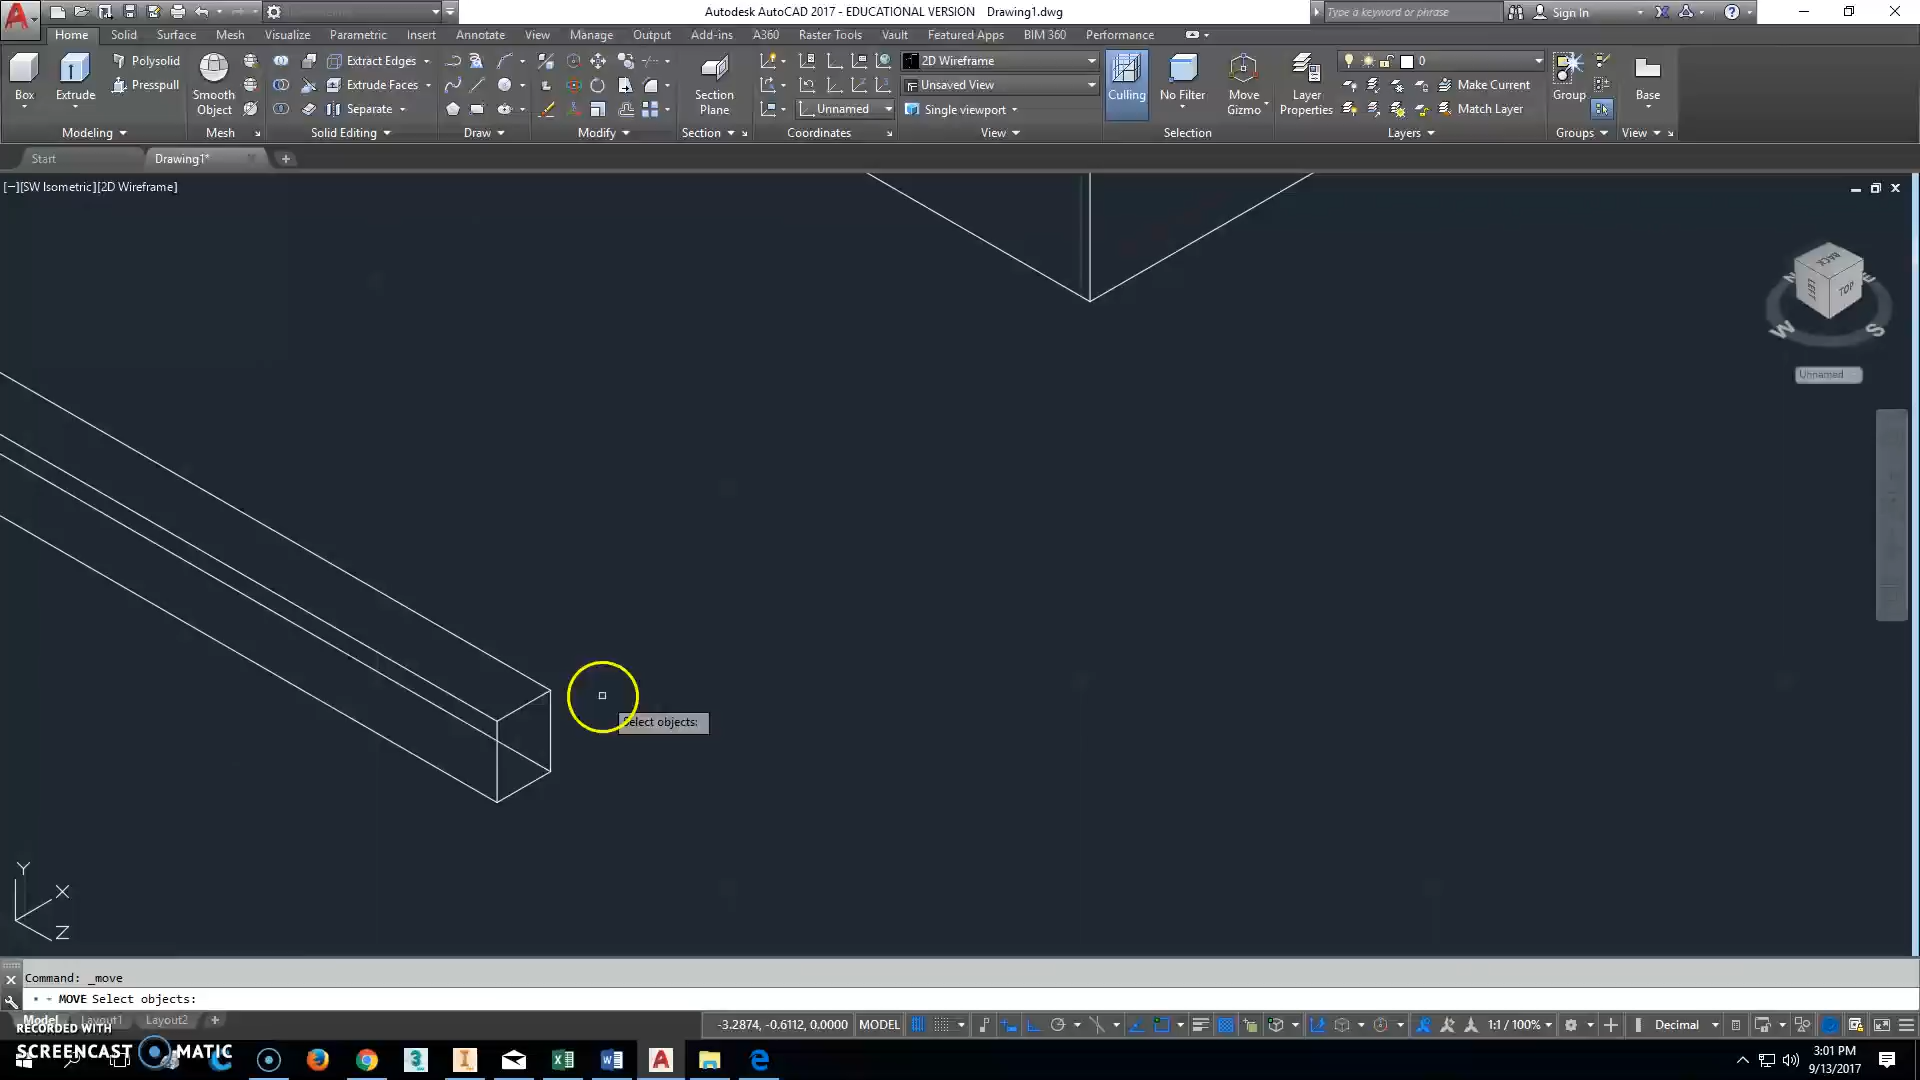 Autodesk AutoCAD 2017 - EDUCATIONAL VERSION Drawing1.dwg
Type a keyword or phrase
Sign In
Home Solid Surface Mesh Visualize Parametric Insert Annotate View Manage Output Add-ins A360 Raster Tools Vault Featured Apps BIM 360 Performance
Polysolid Extract Edges 2D Wireframe 0
Presspull Extrude Faces Unsaved View Make Current
Box Extrude Smooth Object Separate Section Plane Unnamed Single viewport Culling No Filter Move Gizmo Layer Properties Match Layer Group Base
Modeling Mesh Solid Editing Draw Modify Section Coordinates View Selection Layers Groups View
Start Drawing1*
[−][SW Isometric][2D Wireframe]
BACK
LEFT TOP
N E
W S
Unnamed
Select objects:
Y
X
Z
Command: _move
MOVE Select objects:
Model Layout1 Layout2
-3.2874, -0.6112, 0.0000 MODEL 1:1 / 100% Decimal
RECORDED WITH
SCREENCAST MATIC
3:01 PM
9/13/2017